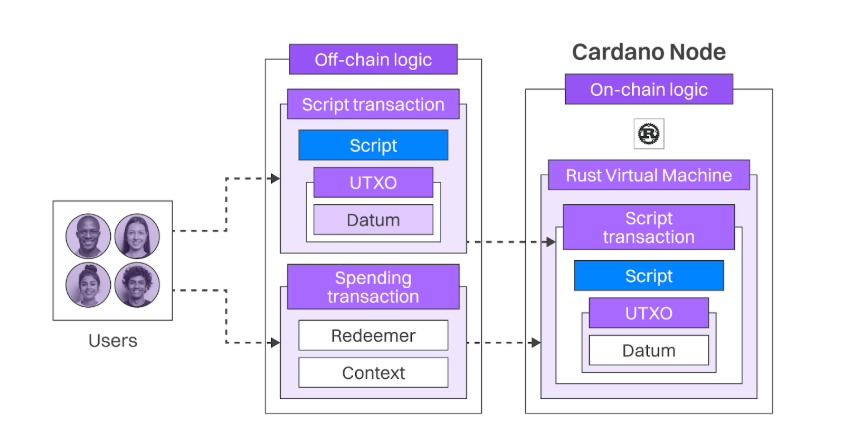 Off-chain logic
Script transaction
Script
UTXO
Datum
Spending
transaction
Redeemer
Context
Users
Cardano Node
On-chain logic
R
Rust Virtual Machine
Script
transaction
Script
UTXO
Datum